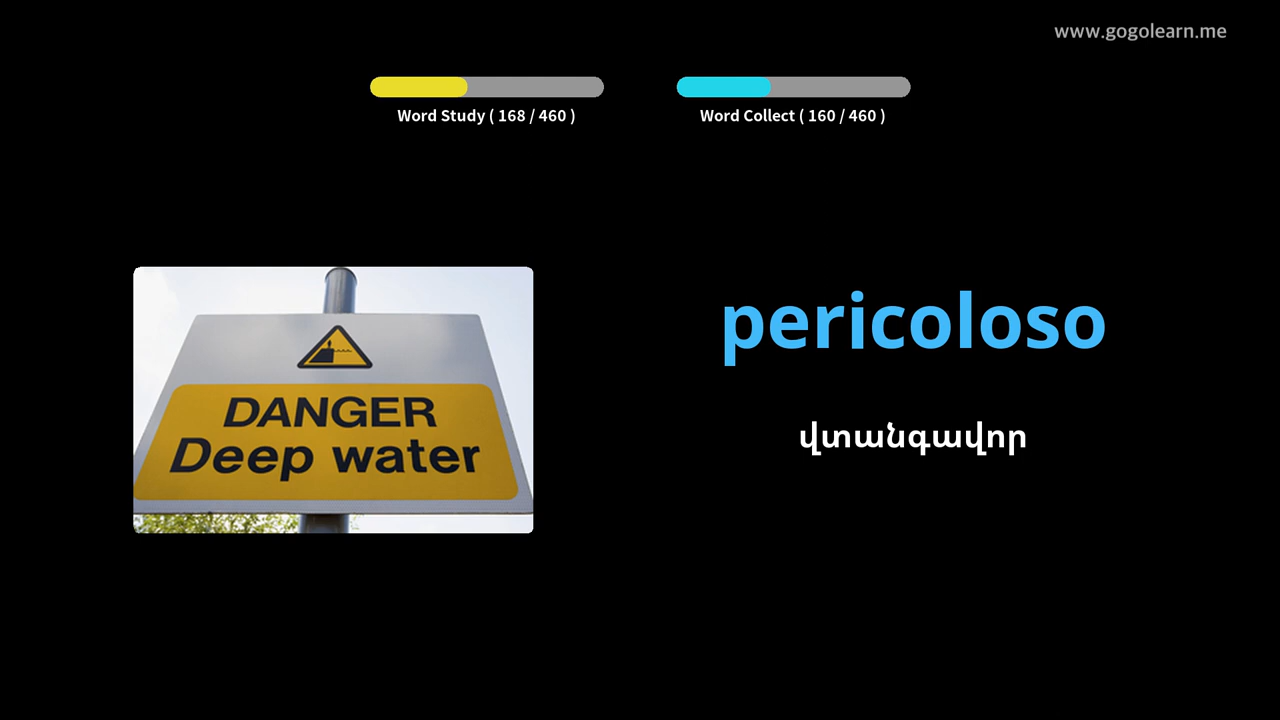 www.gogolearn.me
Word Study ( 168 / 460 )
Word Collect ( 160 / 460 )
DANGER
Deep water
pericoloso
վտանգավոր